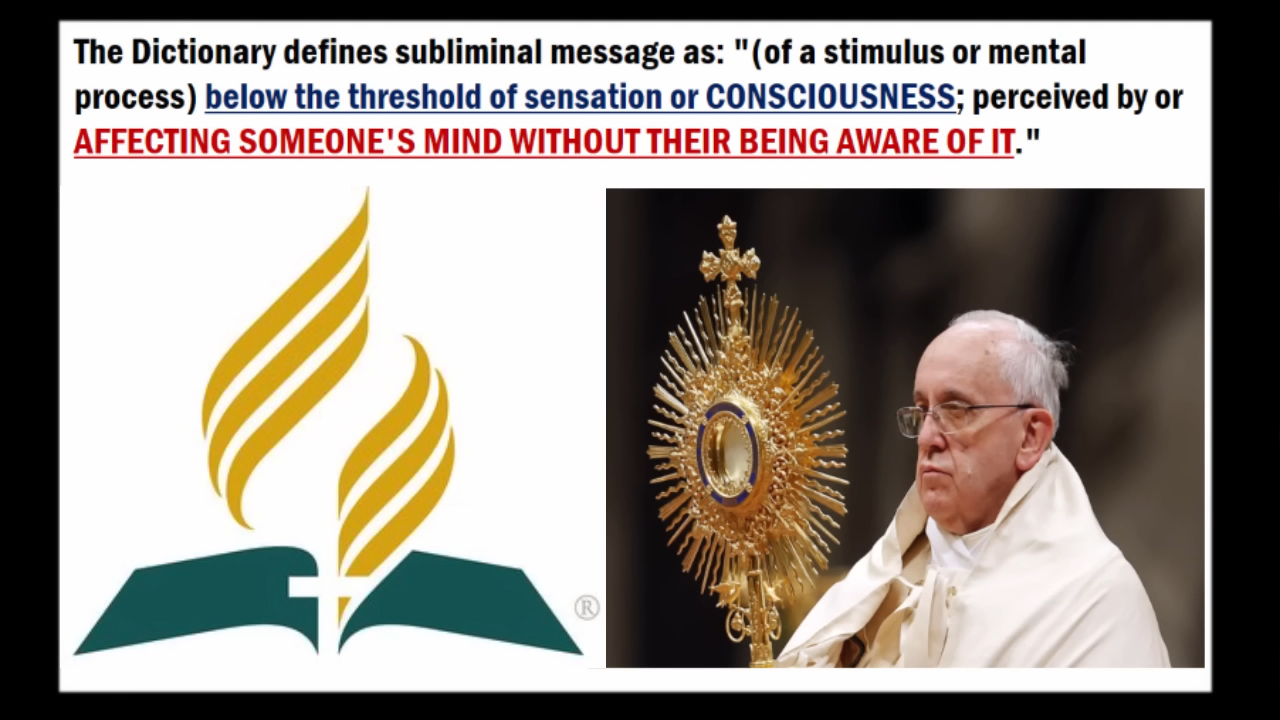 The Dictionary defines subliminal message as: "(of a stimulus or mental
process) below the threshold of sensation or CONSCIOUSNESS; perceived by or
AFFECTING SOMEONE'S MIND WITHOUT THEIR BEING AWARE OF IT."
®